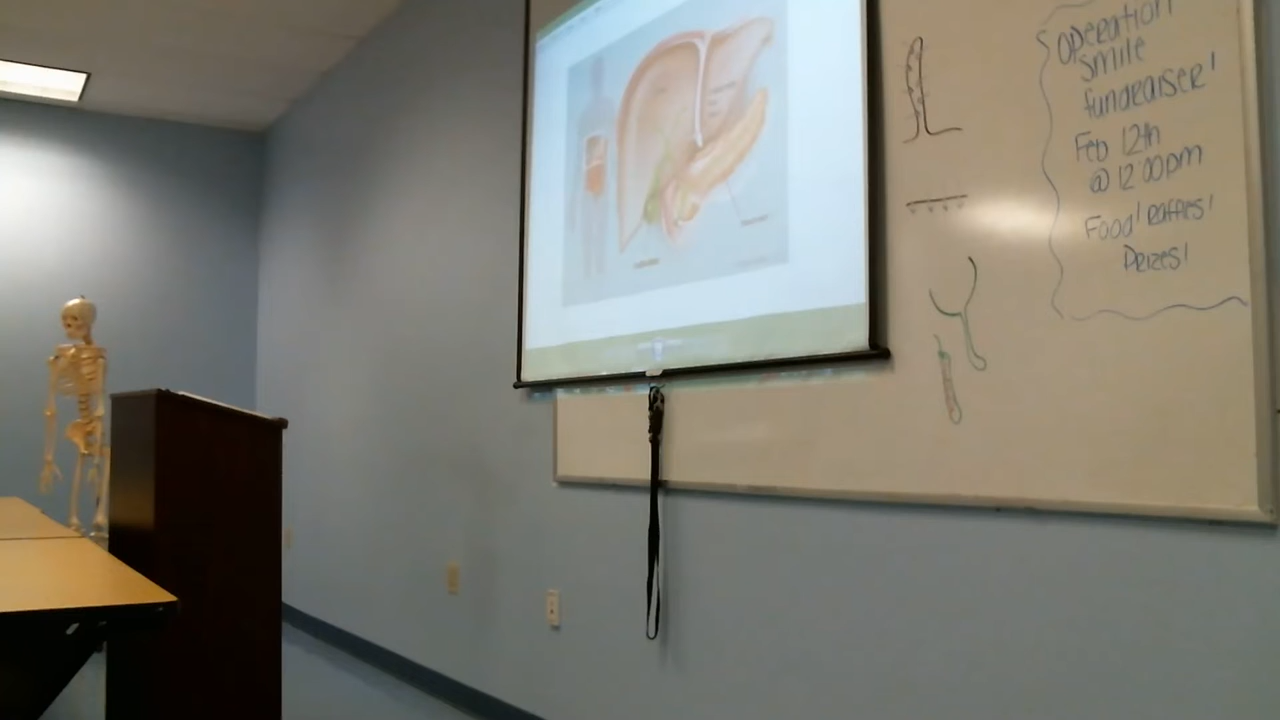 Operation
Smile
fundraiser!
Feb 12th
@ 12:00pm
Food! Raffles!
Prizes!